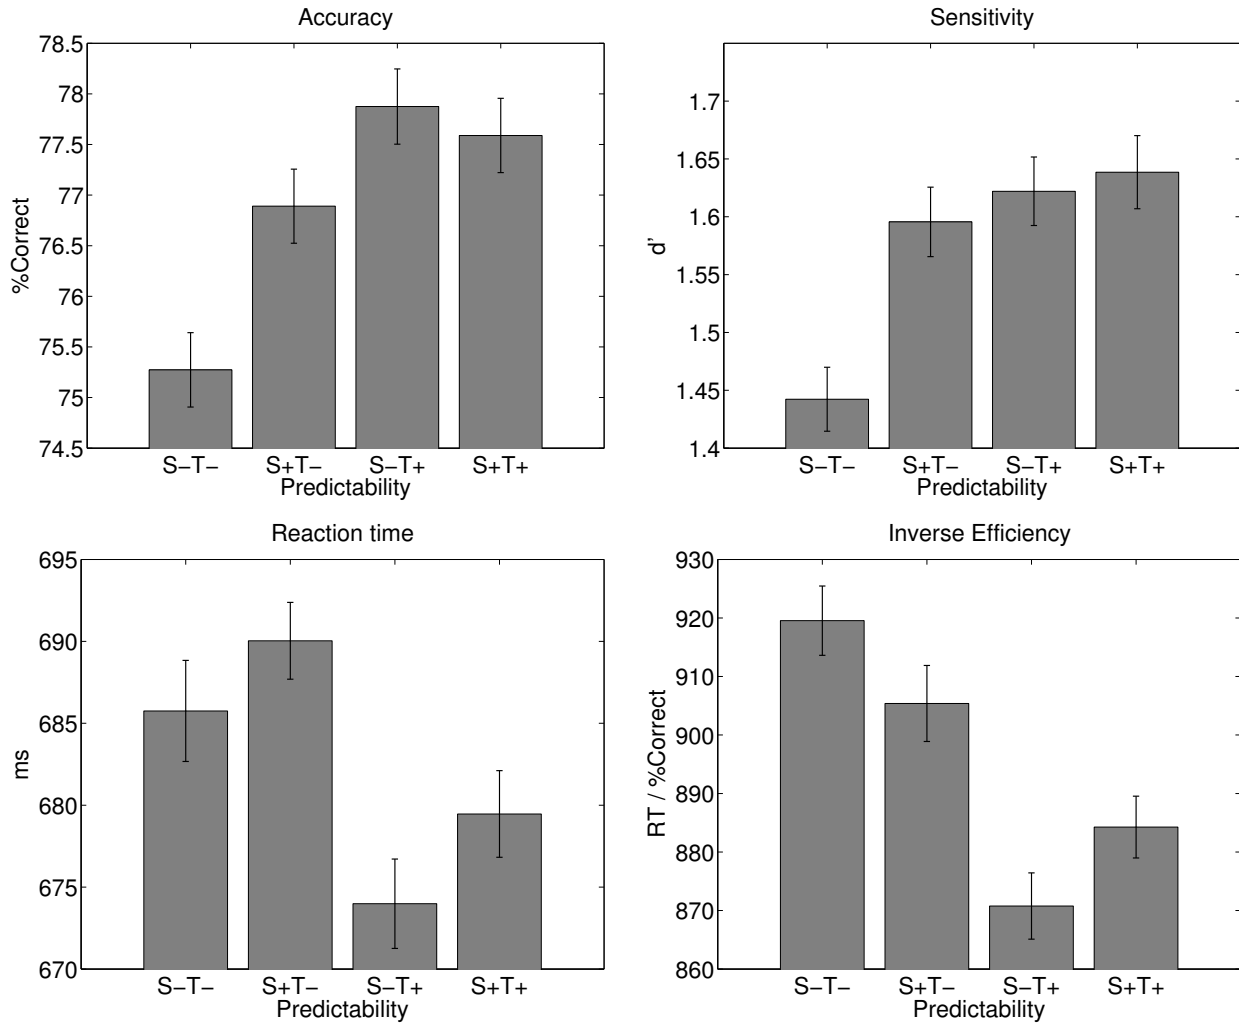 Accuracy
%Correct
78.5
78
77.5
77
76.5
76
75.5
75
74.5
S−T− S+T− S−T+ S+T+
Predictability
Sensitivity
d'
1.7
1.65
1.6
1.55
1.5
1.45
1.4
S−T− S+T− S−T+ S+T+
Predictability
Reaction time
ms
695
690
685
680
675
670
S−T− S+T− S−T+ S+T+
Predictability
Inverse Efficiency
RT / %Correct
930
920
910
900
890
880
870
860
S−T− S+T− S−T+ S+T+
Predictability